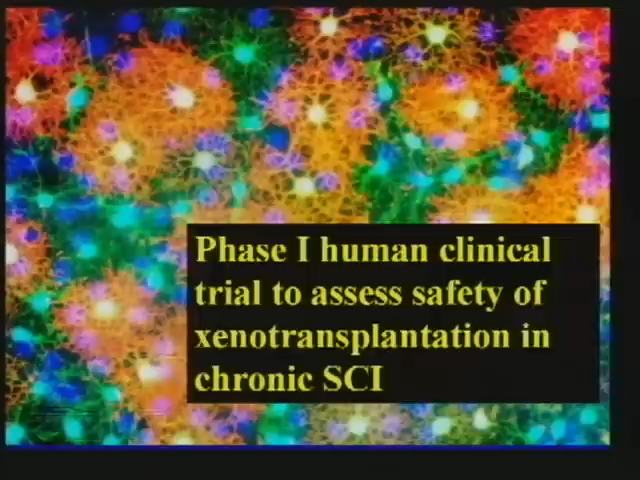 Phase I human clinical
trial to assess safety of
xenotransplantation in
chronic SCI